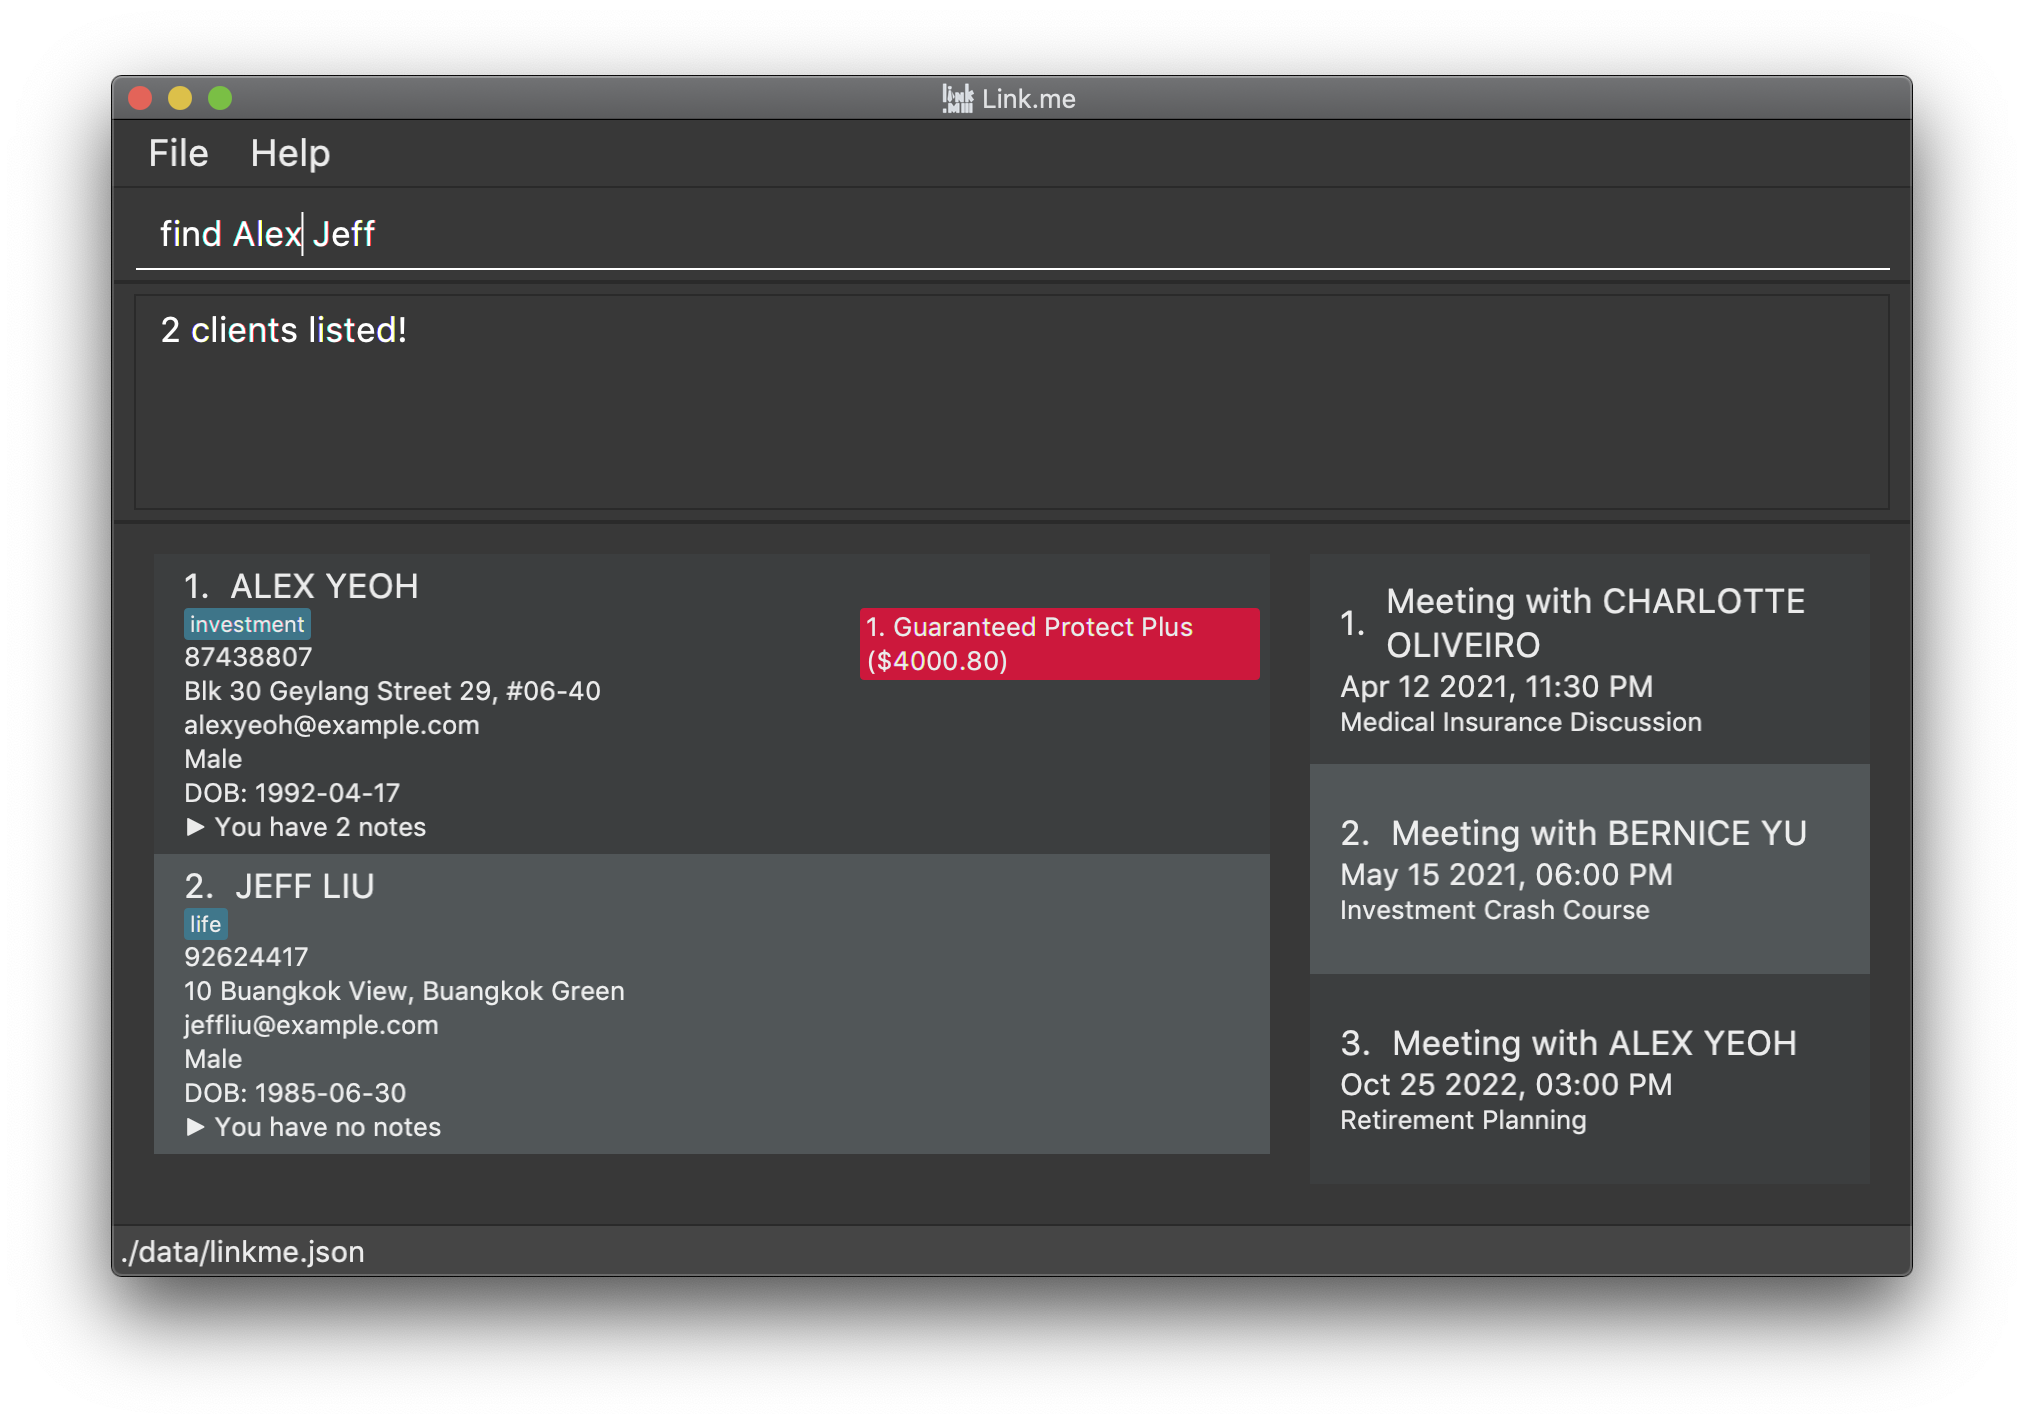 link.me Link.me
File Help
find Alex Jeff
2 clients listed!
1. ALEX YEOH
investment
87438807
Blk 30 Geylang Street 29, #06-40
alexyeoh@example.com
Male
DOB: 1992-04-17
▶ You have 2 notes
1. Guaranteed Protect Plus
($4000.80)
2. JEFF LIU
life
92624417
10 Buangkok View, Buangkok Green
jeffliu@example.com
Male
DOB: 1985-06-30
▶ You have no notes
1. Meeting with CHARLOTTE
OLIVEIRO
Apr 12 2021, 11:30 PM
Medical Insurance Discussion
2. Meeting with BERNICE YU
May 15 2021, 06:00 PM
Investment Crash Course
3. Meeting with ALEX YEOH
Oct 25 2022, 03:00 PM
Retirement Planning
./data/linkme.json